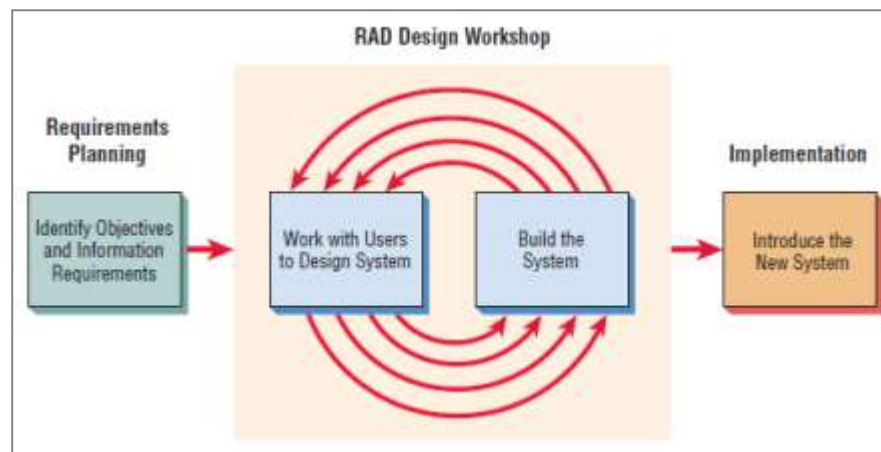 RAD Design Workshop
Requirements
Planning
Identify Objectives
and Information
Requirements
Work with Users
to Design System
Build the
System
Implementation
Introduce the
New System